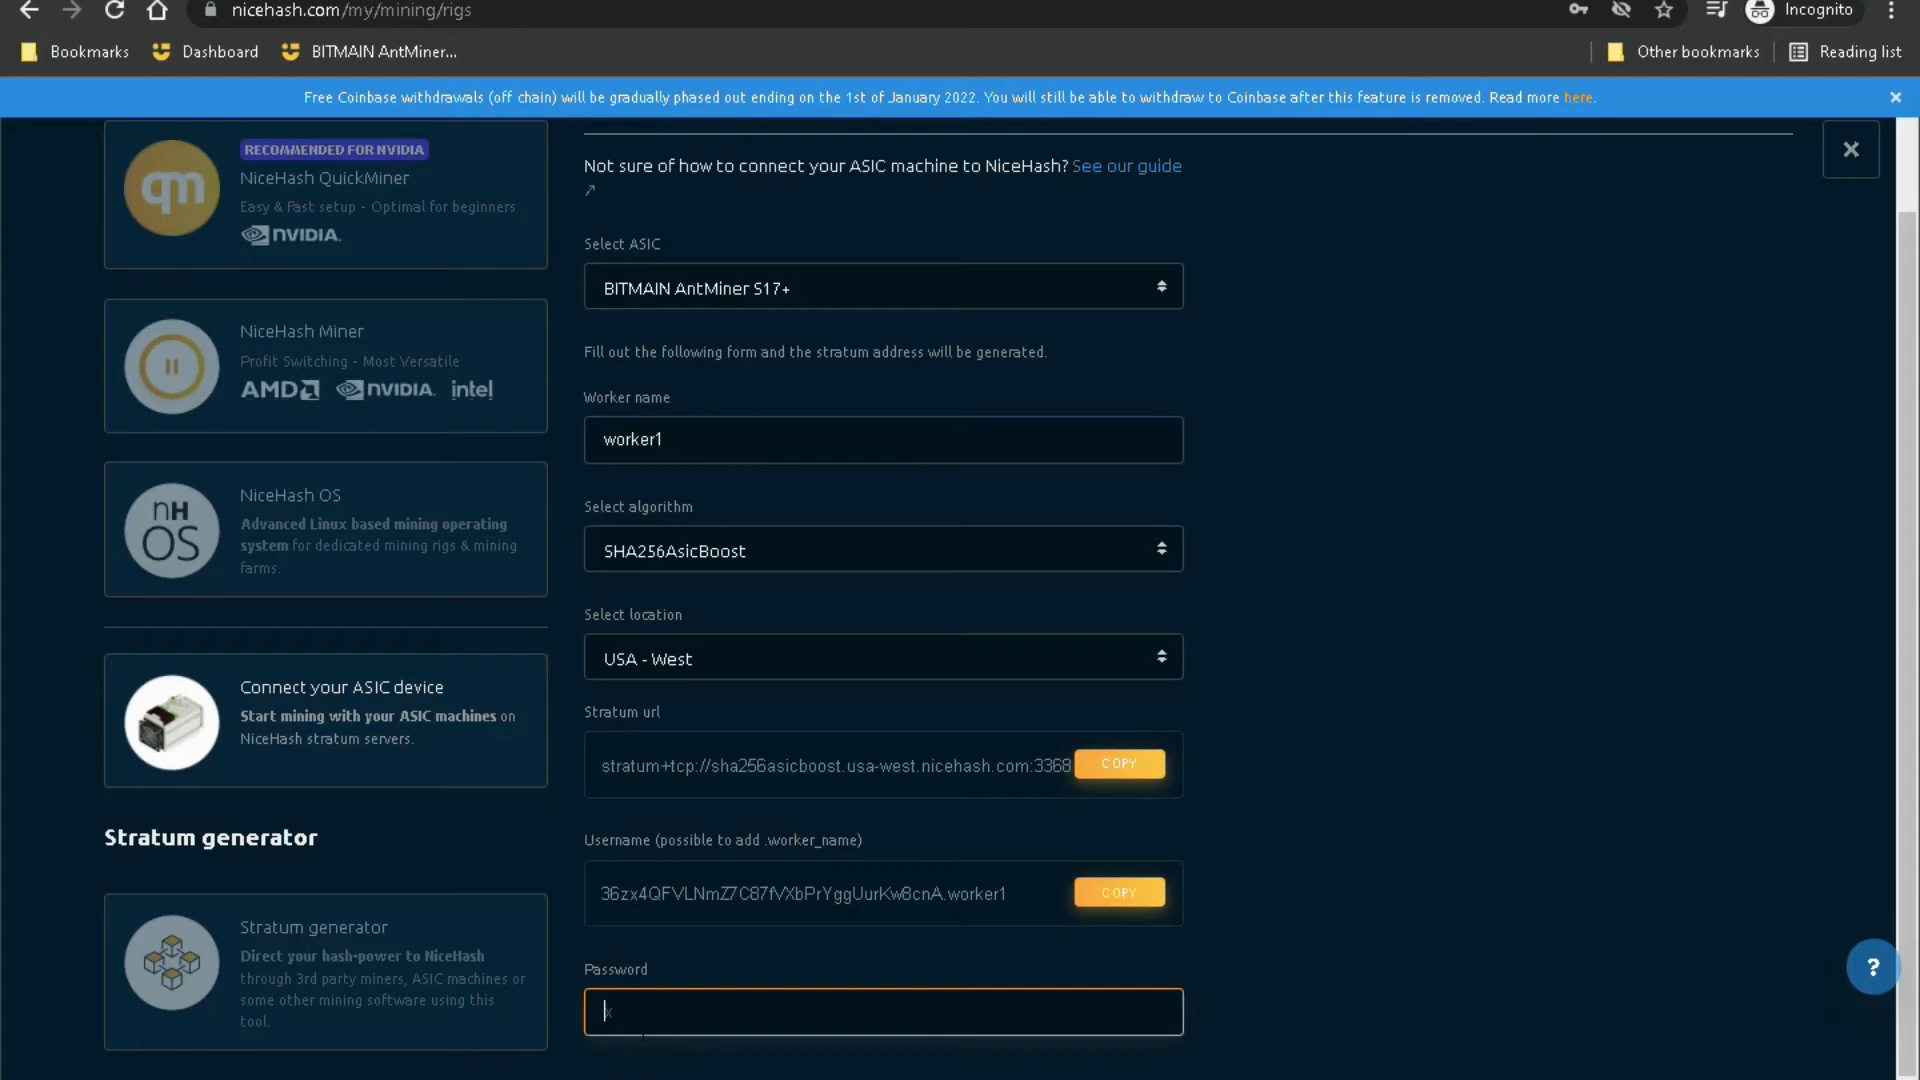 nicehash.com/my/mining/rigs
Incognito
Bookmarks
Dashboard
BITMAIN AntMiner...
Other bookmarks
Reading list
Free Coinbase withdrawals (off chain) will be gradually phased out ending on the 1st of January 2022. You will still be able to withdraw to Coinbase after this feature is removed. Read more here.
qm
RECOMMENDED FOR NVIDIA
NiceHash QuickMiner
Easy & Fast setup - Optimal for beginners
NVIDIA.
NiceHash Miner
Profit Switching - Most Versatile
AMD NVIDIA. intel
nH
OS
NiceHash OS
Advanced Linux based mining operating
system for dedicated mining rigs & mining
farms.
Connect your ASIC device
Start mining with your ASIC machines on
NiceHash stratum servers.
Stratum generator
Stratum generator
Direct your hash-power to NiceHash
through 3rd party miners, ASIC machines or
some other mining software using this
tool.
Not sure of how to connect your ASIC machine to NiceHash? See our guide
Select ASIC
BITMAIN AntMiner S17+
Fill out the following form and the stratum address will be generated.
Worker name
worker1
Select algorithm
SHA256AsicBoost
Select location
USA - West
Stratum url
stratum+tcp://sha256asicboost.usa-west.nicehash.com:3368
COPY
Username (possible to add .worker_name)
36zx4QFVLNmZ7C87fVXbPrYggUurKw8cnA.worker1
COPY
Password
x
?